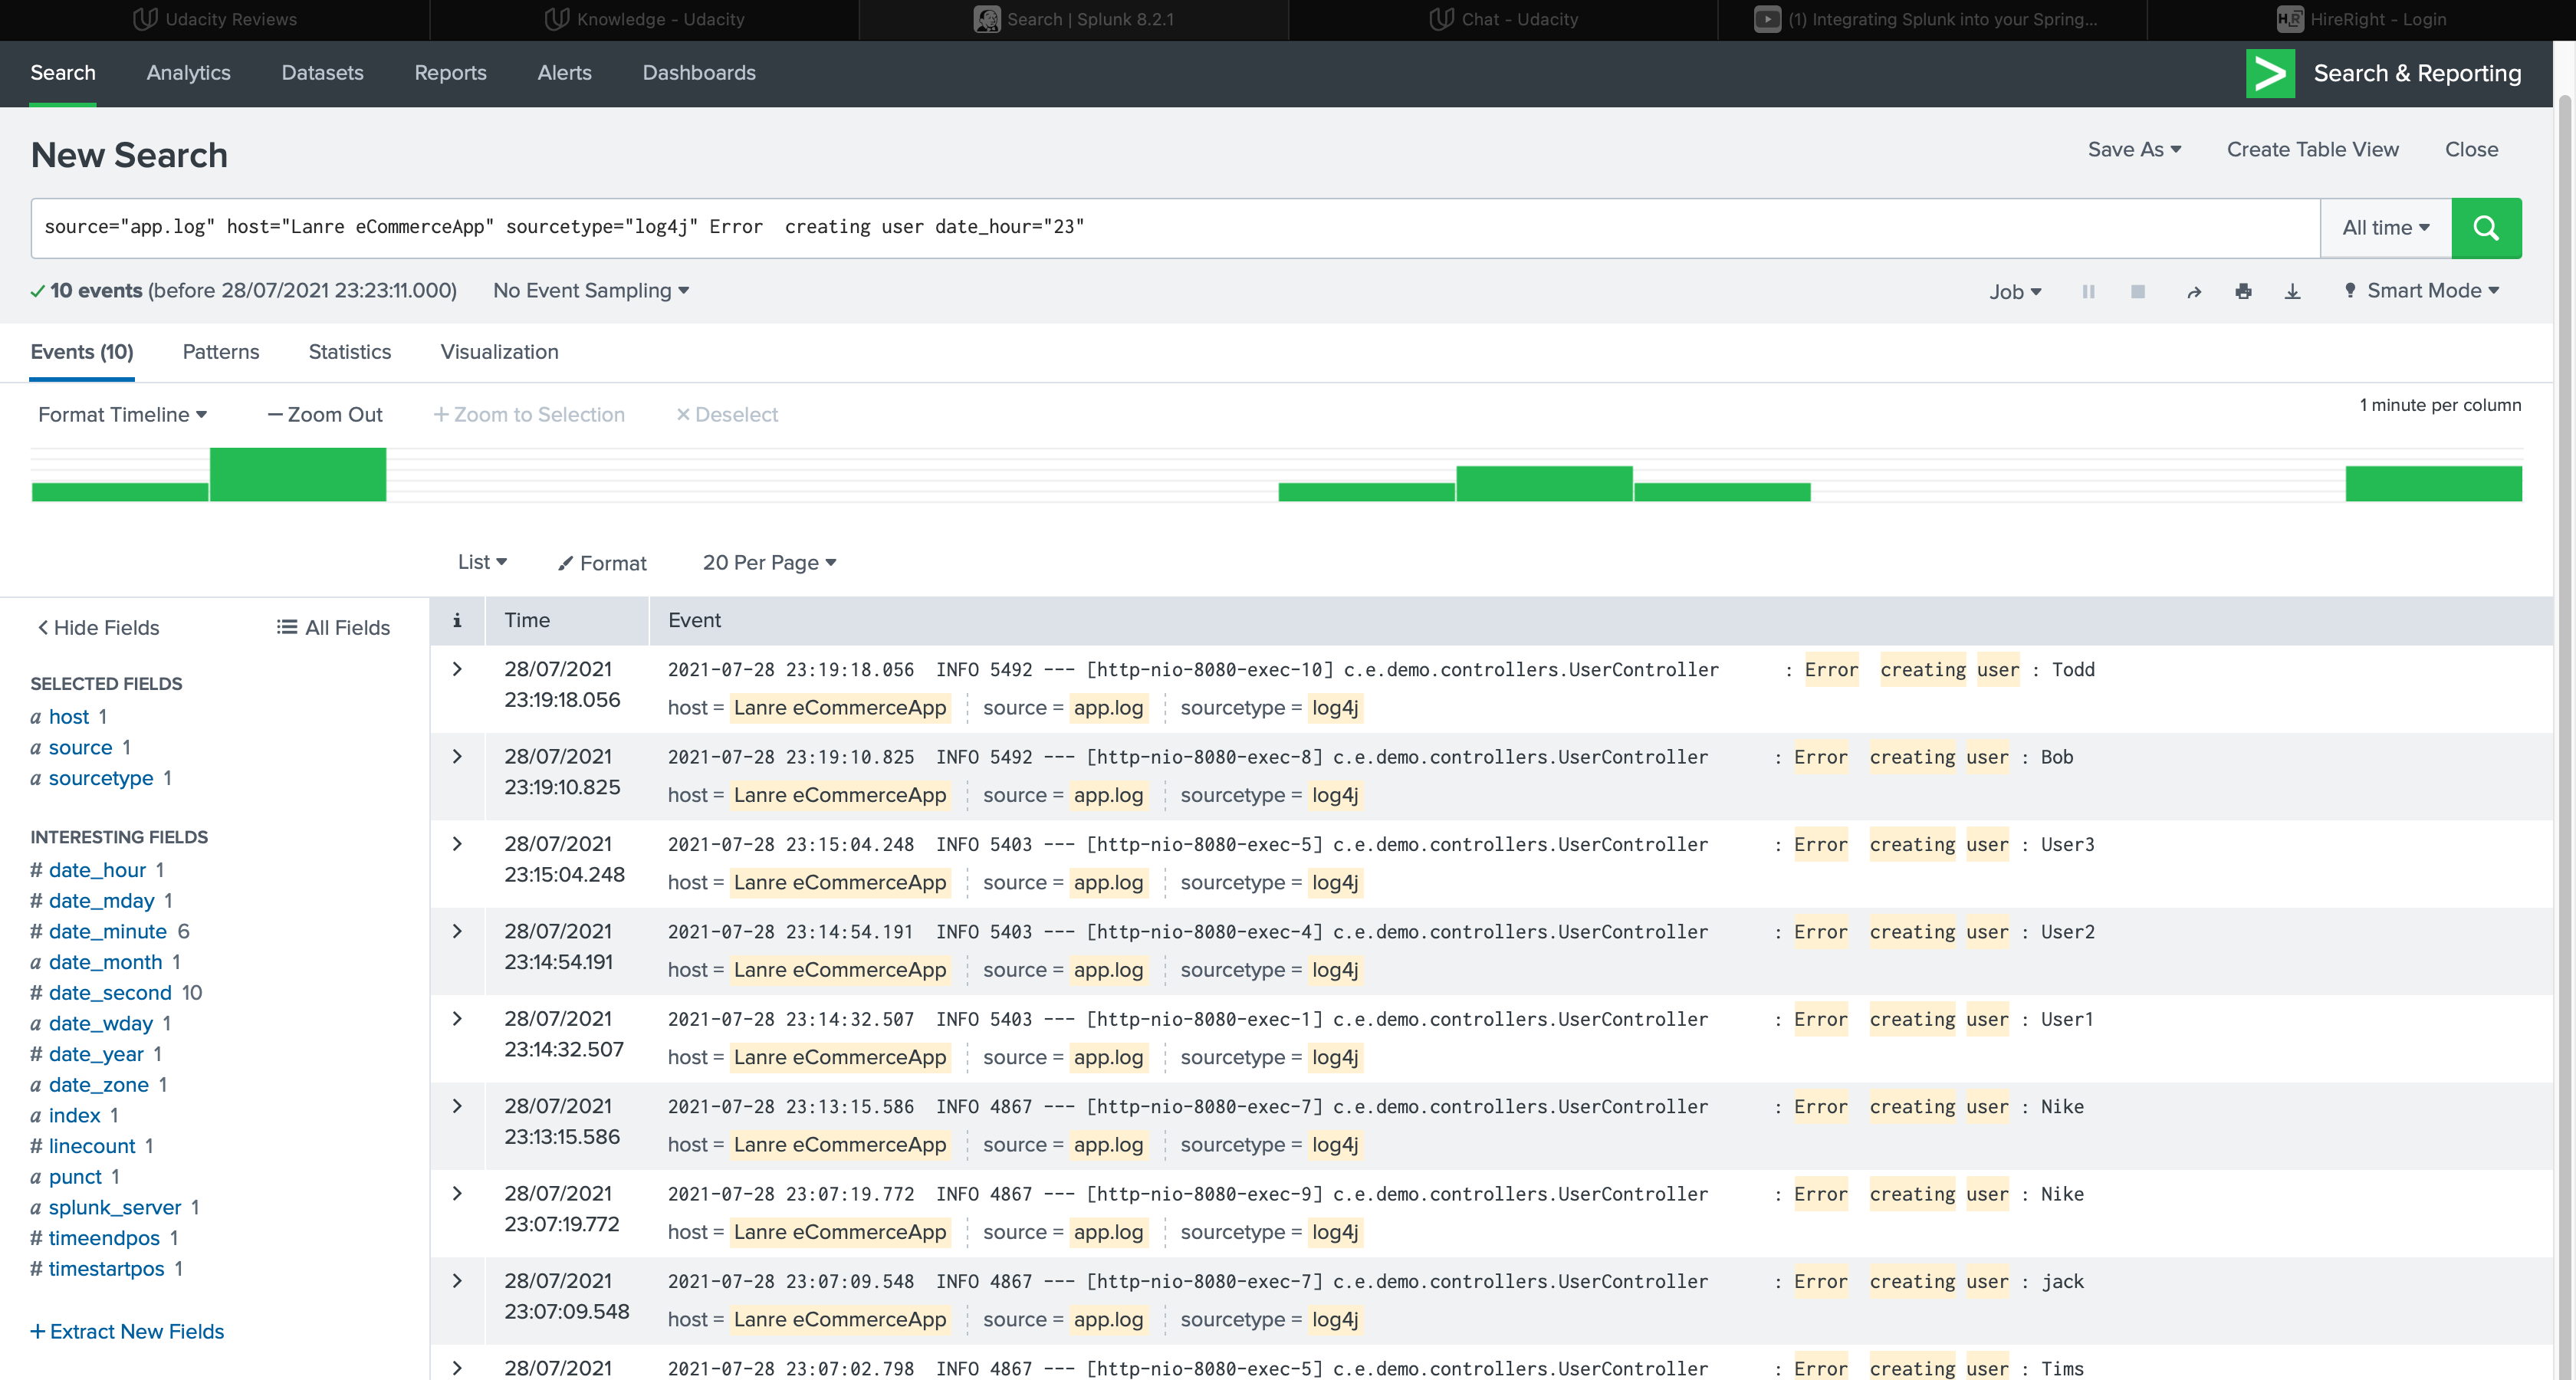 Udacity Reviews
Knowledge - Udacity
Search | Splunk 8.2.1
Chat - Udacity
(1) Integrating Splunk into your Spring...
HR HireRight - Login
Search Analytics Datasets Reports Alerts Dashboards
> Search & Reporting
New Search
Save As Create Table View Close
source="app.log" host="Lanre eCommerceApp" sourcetype="log4j" Error  creating user date_hour="23"
All time
10 events (before 28/07/2021 23:23:11.000) No Event Sampling
Job Smart Mode
Events (10) Patterns Statistics Visualization
Format Timeline — Zoom Out + Zoom to Selection × Deselect
1 minute per column
List Format 20 Per Page
< Hide Fields All Fields
SELECTED FIELDS
a host 1
a source 1
a sourcetype 1
INTERESTING FIELDS
# date_hour 1
# date_mday 1
# date_minute 6
a date_month 1
# date_second 10
a date_wday 1
# date_year 1
a date_zone 1
a index 1
# linecount 1
a punct 1
a splunk_server 1
# timeendpos 1
# timestartpos 1
+ Extract New Fields
i Time Event
> 28/07/2021 23:19:18.056
2021-07-28 23:19:18.056  INFO 5492 --- [http-nio-8080-exec-10] c.e.demo.controllers.UserController      : Error  creating user : Todd
host = Lanre eCommerceApp source = app.log sourcetype = log4j
> 28/07/2021 23:19:10.825
2021-07-28 23:19:10.825  INFO 5492 --- [http-nio-8080-exec-8] c.e.demo.controllers.UserController      : Error  creating user : Bob
host = Lanre eCommerceApp source = app.log sourcetype = log4j
> 28/07/2021 23:15:04.248
2021-07-28 23:15:04.248  INFO 5403 --- [http-nio-8080-exec-5] c.e.demo.controllers.UserController      : Error  creating user : User3
host = Lanre eCommerceApp source = app.log sourcetype = log4j
> 28/07/2021 23:14:54.191
2021-07-28 23:14:54.191  INFO 5403 --- [http-nio-8080-exec-4] c.e.demo.controllers.UserController      : Error  creating user : User2
host = Lanre eCommerceApp source = app.log sourcetype = log4j
> 28/07/2021 23:14:32.507
2021-07-28 23:14:32.507  INFO 5403 --- [http-nio-8080-exec-1] c.e.demo.controllers.UserController      : Error  creating user : User1
host = Lanre eCommerceApp source = app.log sourcetype = log4j
> 28/07/2021 23:13:15.586
2021-07-28 23:13:15.586  INFO 4867 --- [http-nio-8080-exec-7] c.e.demo.controllers.UserController      : Error  creating user : Nike
host = Lanre eCommerceApp source = app.log sourcetype = log4j
> 28/07/2021 23:07:19.772
2021-07-28 23:07:19.772  INFO 4867 --- [http-nio-8080-exec-9] c.e.demo.controllers.UserController      : Error  creating user : Nike
host = Lanre eCommerceApp source = app.log sourcetype = log4j
> 28/07/2021 23:07:09.548
2021-07-28 23:07:09.548  INFO 4867 --- [http-nio-8080-exec-7] c.e.demo.controllers.UserController      : Error  creating user : jack
host = Lanre eCommerceApp source = app.log sourcetype = log4j
> 28/07/2021
2021-07-28 23:07:02.798  INFO 4867 --- [http-nio-8080-exec-5] c.e.demo.controllers.UserController      : Error  creating user : Tims